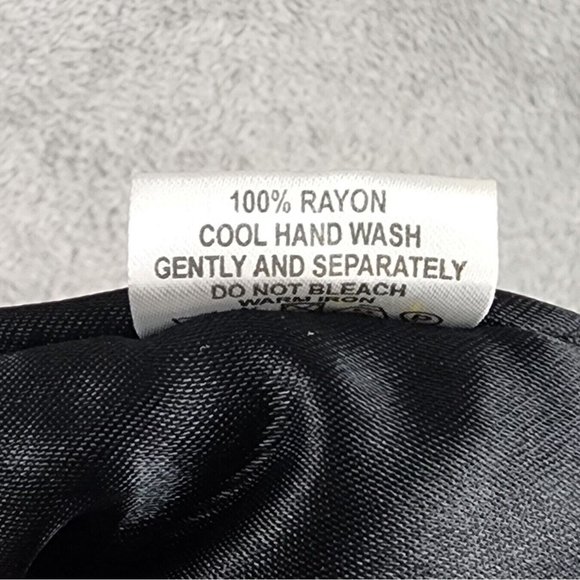 100% RAYON
COOL HAND WASH
GENTLY AND SEPARATELY
DO NOT BLEACH
WARM IRON
P